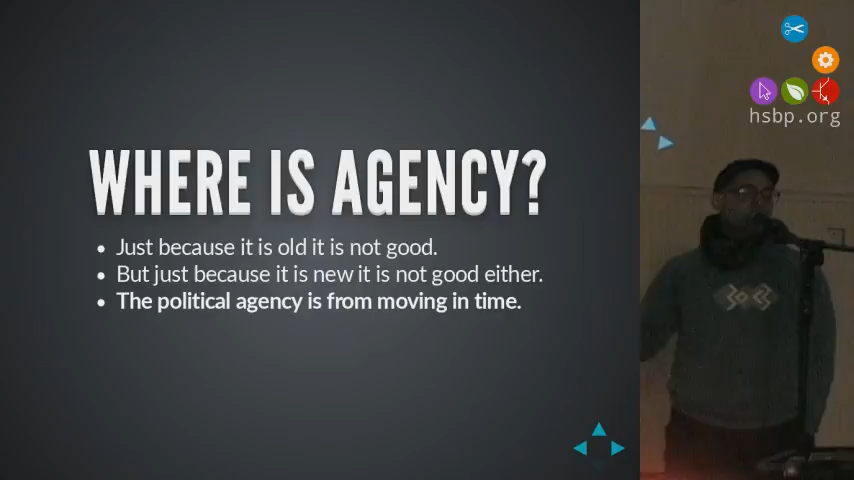 WHERE IS AGENCY?
Just because it is old it is not good.
But just because it is new it is not good either.
The political agency is from moving in time.
hsbp.org